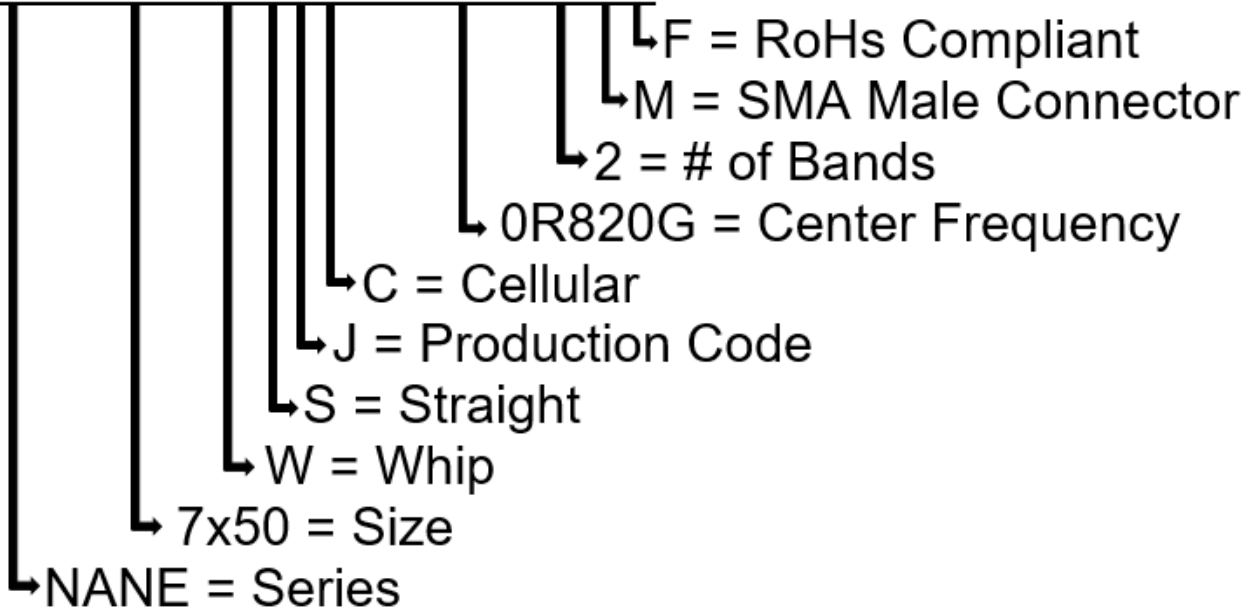 F = RoHs Compliant
M = SMA Male Connector
2 = # of Bands
0R820G = Center Frequency
C = Cellular
J = Production Code
S = Straight
W = Whip
7x50 = Size
NANE = Series